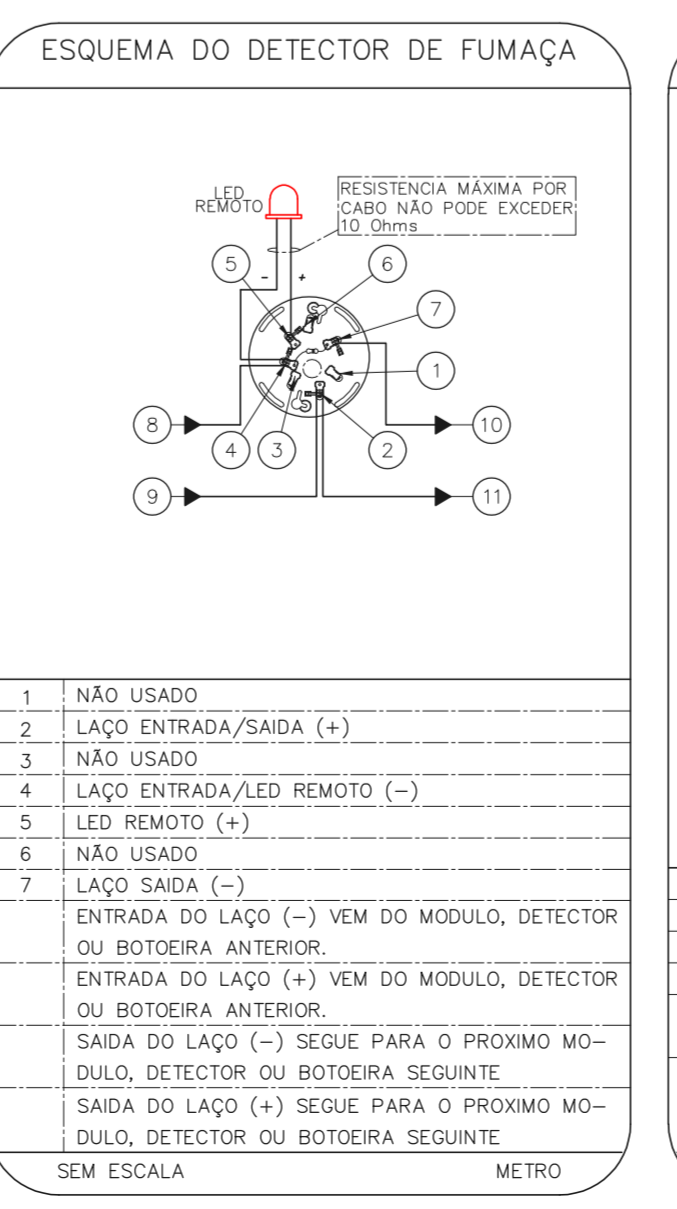 ESQUEMA DO DETECTOR DE FUMAÇA
LED
REMOTO
RESISTENCIA MÁXIMA POR
CABO NÃO PODE EXCEDER
10 Ohms
5
- +
6
7
1
8
10
4
3
2
9
11
1 NÃO USADO
2 LAÇO ENTRADA/SAIDA (+)
3 NÃO USADO
4 LAÇO ENTRADA/LED REMOTO (-)
5 LED REMOTO (+)
6 NÃO USADO
7 LAÇO SAIDA (-)
ENTRADA DO LAÇO (-) VEM DO MODULO, DETECTOR
OU BOTOEIRA ANTERIOR.
ENTRADA DO LAÇO (+) VEM DO MODULO, DETECTOR
OU BOTOEIRA ANTERIOR.
SAIDA DO LAÇO (-) SEGUE PARA O PROXIMO MO-
DULO, DETECTOR OU BOTOEIRA SEGUINTE
SAIDA DO LAÇO (+) SEGUE PARA O PROXIMO MO-
DULO, DETECTOR OU BOTOEIRA SEGUINTE
SEM ESCALA METRO